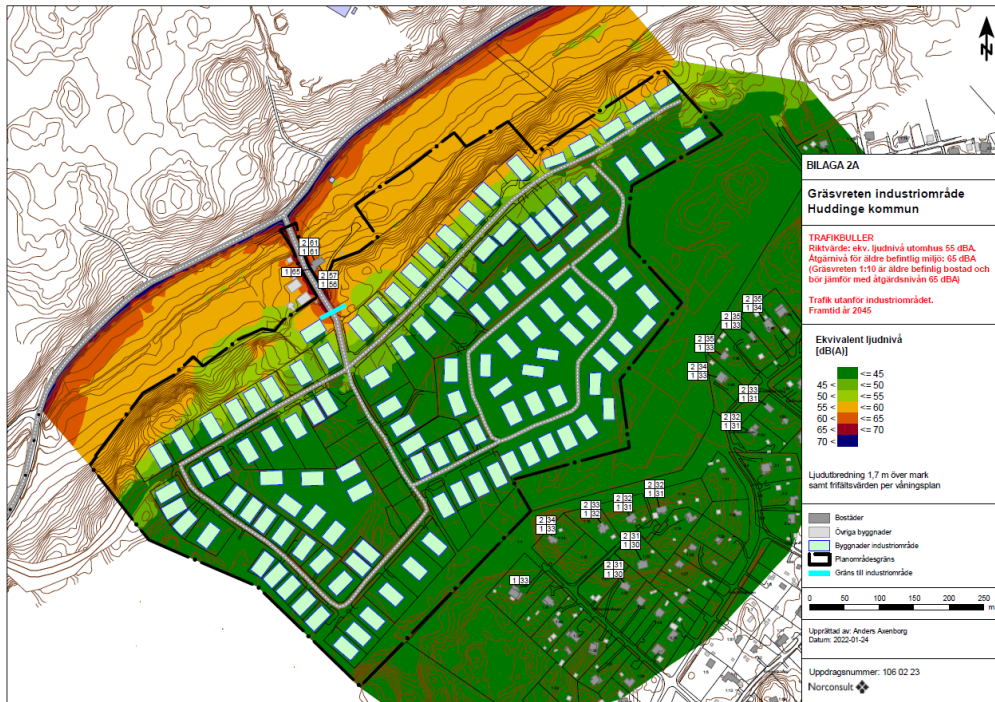 N
BILAGA 2A
Gräsvreten industriområde
Huddinge kommun
TRAFIKBULLER
Riktvärde: ekv. ljudnivå utomhus 55 dBA.
Åtgärnivå för äldre befintlig miljö: 65 dBA
(Gräsvreten 1:10 är äldre befinlig bostad och
bör jämför med åtgärdsnivån 65 dBA)
Trafik utanför industriområdet.
Framtid år 2045
Ekvivalent ljudnivå
[dB(A)]
<= 45
45 < <= 50
50 < <= 55
55 < <= 60
60 < <= 65
65 < <= 70
70 <
Ljudutbredning 1,7 m över mark
samt frifältsvärden per våningsplan
Bostäder
Övriga byggnader
Byggnader industriområde
Planområdesgräns
Gräns till industriområde
0 50 100 150 200 250
m
Upprättad av: Anders Axenborg
Datum: 2022-01-24
Uppdragsnummer: 106 02 23
Norconsult
2 61
1 61
1 65
2 57
1 56
2 35
1 34
2 35
1 33
2 35
1 33
2 34
1 33
2 33
1 31
2 32
1 31
2 32
1 31
2 32
1 31
2 33
1 32
2 34
1 33
2 31
1 30
2 31
1 30
1 33